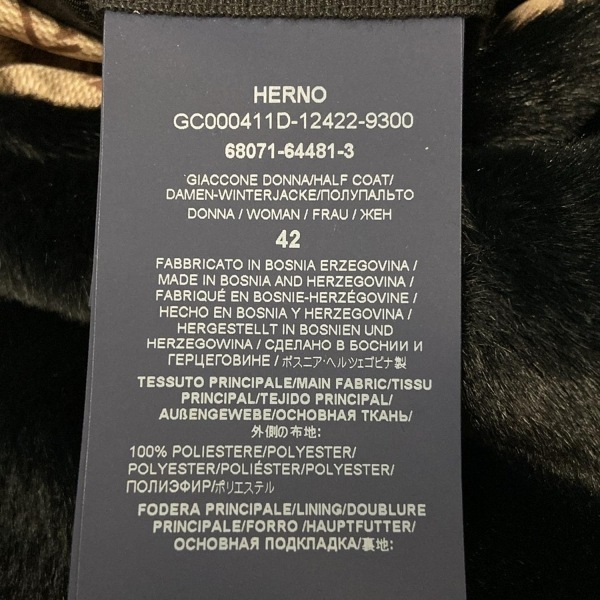 HERNO
GC000411D-12422-9300
68071-64481-3
GIACCONE DONNA/HALF COAT/
DAMEN-WINTERJACKE/ПОЛУПАЛЬТО
DONNA / WOMAN / FRAU / ЖЕН
42
FABBRICATO IN BOSNIA ERZEGOVINA /
MADE IN BOSNIA AND HERZEGOVINA /
FABRIQUÉ EN BOSNIE-HERZÉGOVINE /
HECHO EN BOSNIA Y HERZEGOVINA /
HERGESTELLT IN BOSNIEN UND
HERZEGOWINA / СДЕЛАНО В БОСНИИ И
ГЕРЦЕГОВИНЕ / ボスニア・ヘルツェゴビナ製
TESSUTO PRINCIPALE/MAIN FABRIC/TISSU
PRINCIPAL/TEJIDO PRINCIPAL/
AUßENGEWEBE/ОСНОВНАЯ ТКАНЬ/
外側の布地:
100% POLIESTERE/POLYESTER/
POLYESTER/POLIÉSTER/POLYESTER/
ПОЛИЭФИР/ポリエステル
FODERA PRINCIPALE/LINING/DOUBLURE
PRINCIPALE/FORRO /HAUPTFUTTER/
ОСНОВНАЯ ПОДКЛАДКА/裏地: